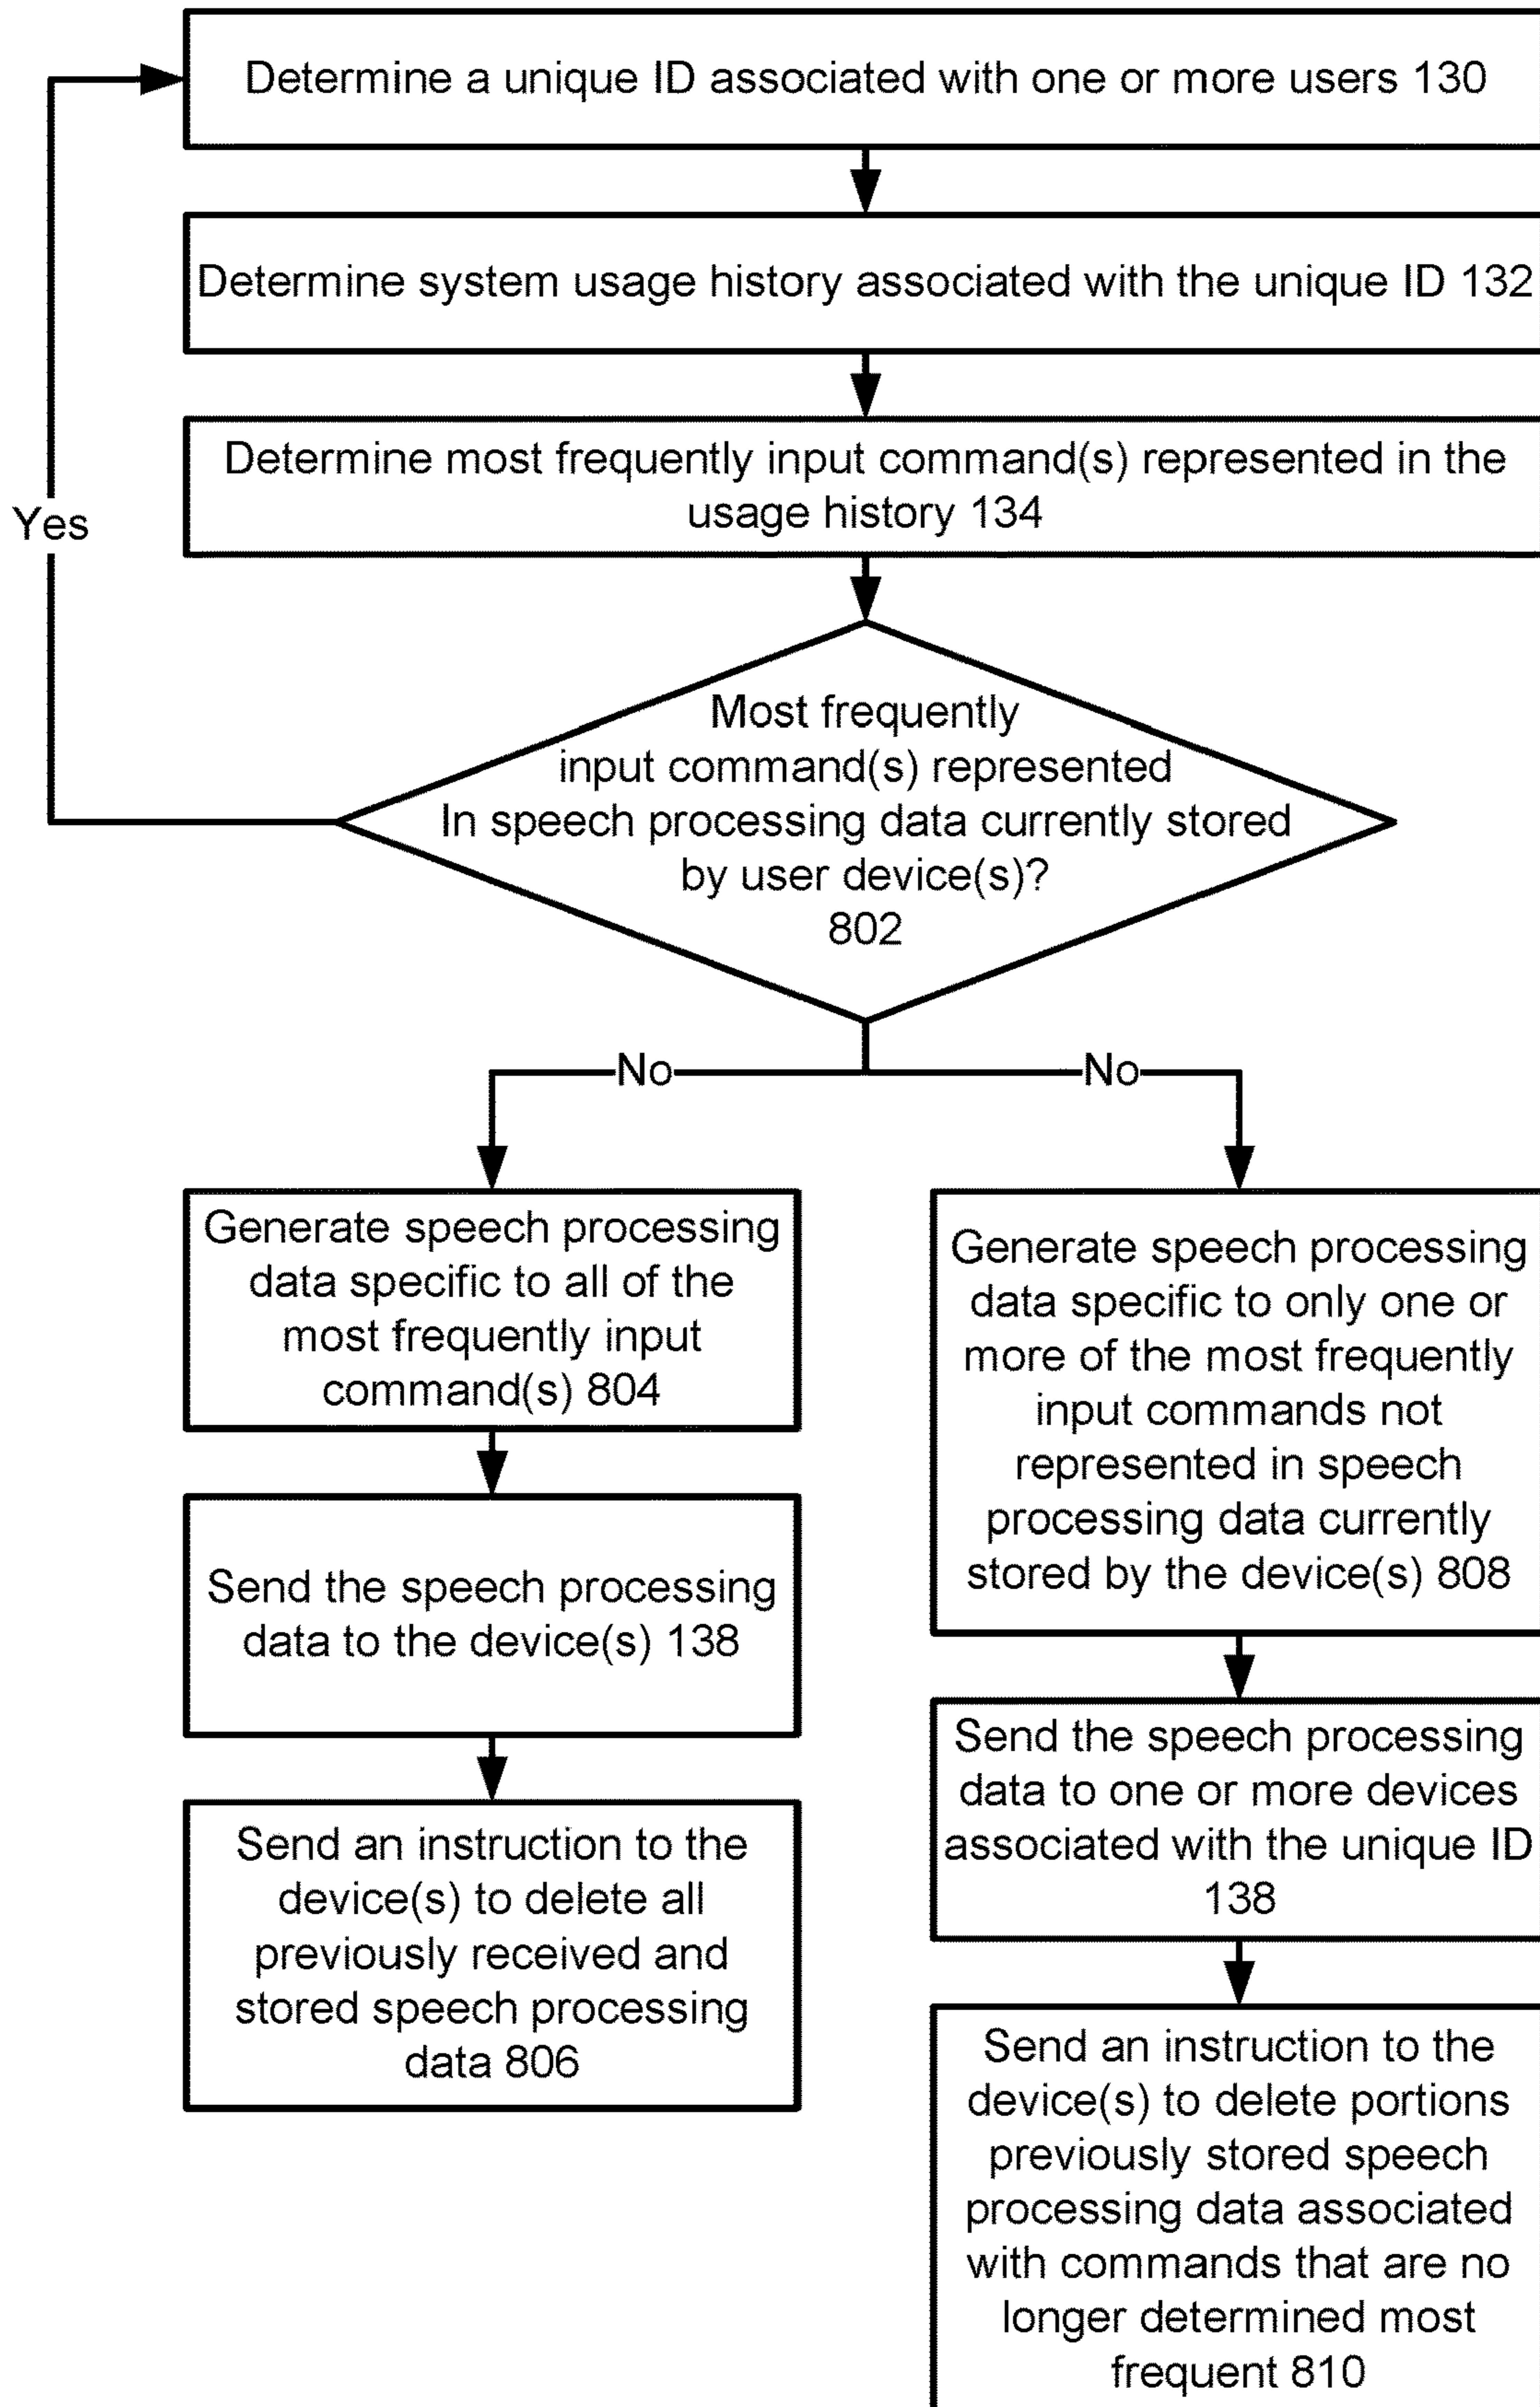 Determine a unique ID associated with one or more users 130
Determine system usage history associated with the unique ID 132
Determine most frequently input command(s) represented in the
usage history 134
Yes
Most frequently
input command(s) represented
In speech processing data currently stored
by user device(s)?
802
No
No
Generate speech processing
data specific to all of the
most frequently input
command(s) 804
Send the speech processing
data to the device(s) 138
Send an instruction to the
device(s) to delete all
previously received and
stored speech processing
data 806
Generate speech processing
data specific to only one or
more of the most frequently
input commands not
represented in speech
processing data currently
stored by the device(s) 808
Send the speech processing
data to one or more devices
associated with the unique ID
138
Send an instruction to the
device(s) to delete portions
previously stored speech
processing data associated
with commands that are no
longer determined most
frequent 810